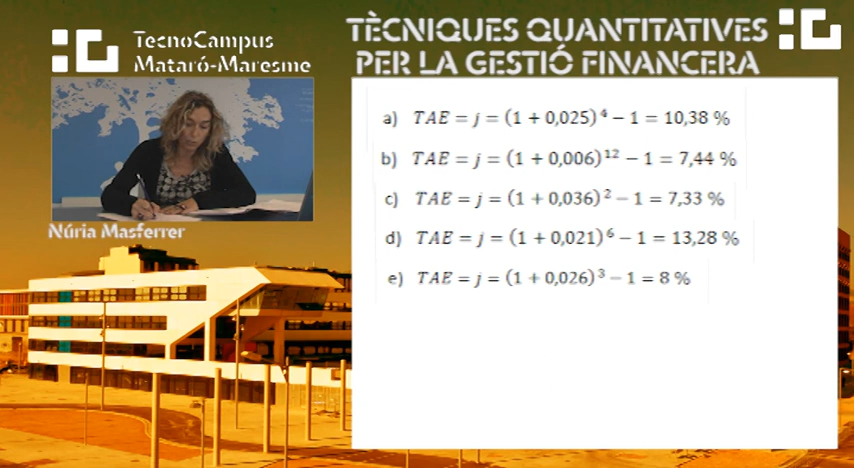 TecnoCampus
Mataró-Maresme
TÈCNIQUES QUANTITATIVES
PER LA GESTIÓ FINANCERA
Núria Masferrer
a) TAE = j = (1 + 0,025)⁴ − 1 = 10,38 %
b) TAE = j = (1 + 0,006)¹² − 1 = 7,44 %
c) TAE = j = (1 + 0,036)² − 1 = 7,33 %
d) TAE = j = (1 + 0,021)⁶ − 1 = 13,28 %
e) TAE = j = (1 + 0,026)³ − 1 = 8 %